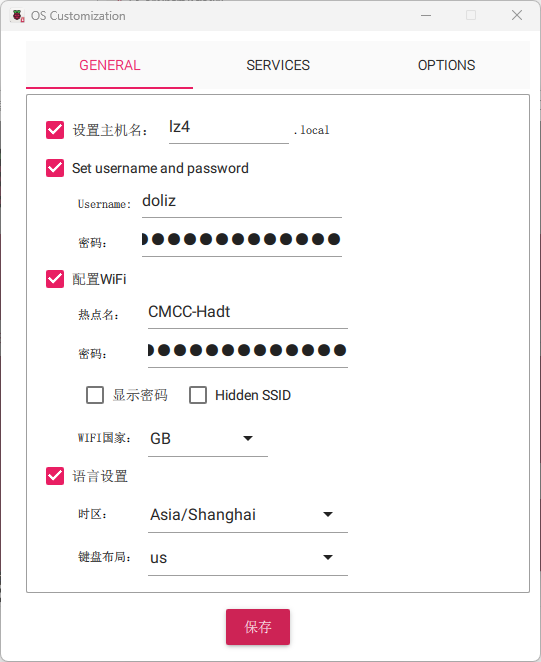 OS Customization
GENERAL SERVICES OPTIONS
设置主机名： lz4 .local
Set username and password
Username: doliz
密码：
配置WiFi
热点名： CMCC-Hadt
密码：
显示密码 Hidden SSID
WIFI国家： GB
语言设置
时区： Asia/Shanghai
键盘布局： us
保存